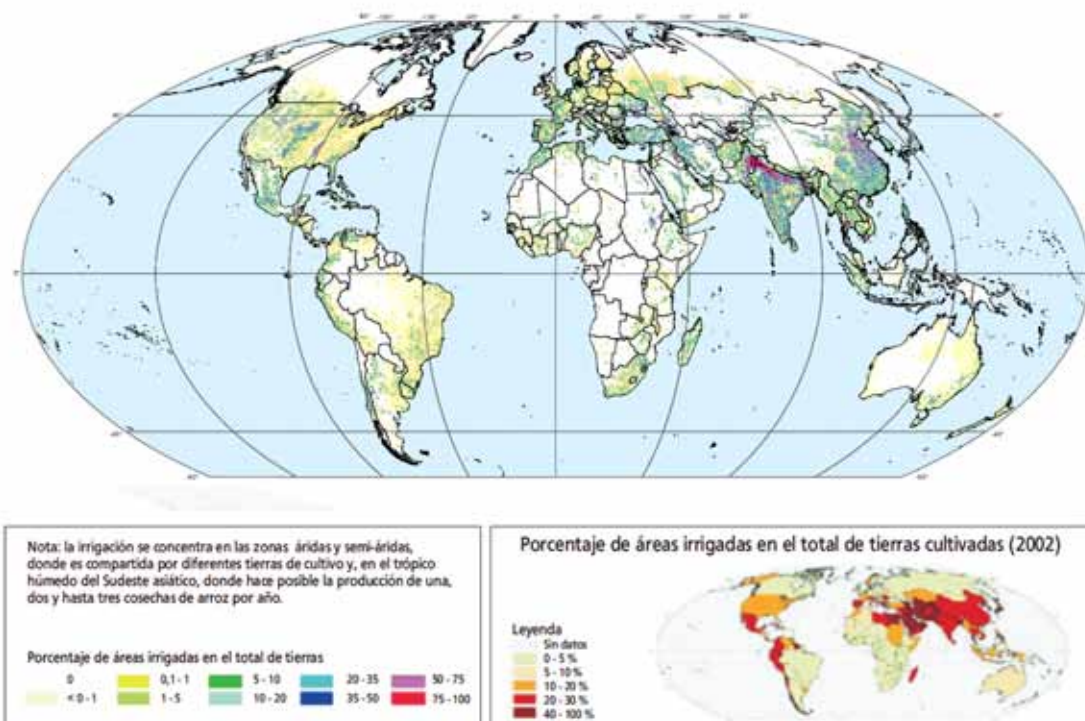 Nota: la irrigación se concentra en las zonas áridas y semi-áridas,
donde es compartida por diferentes tierras de cultivo y, en el trópico
húmedo del Sudeste asiático, donde hace posible la producción de una,
dos y hasta tres cosechas de arroz por año.
Porcentaje de áreas irrigadas en el total de tierras
0 0,1 - 1 5 - 10 20 - 35 50 - 75
< 0 - 1 1 - 5 10 - 20 35 - 50 75 - 100
Porcentaje de áreas irrigadas en el total de tierras cultivadas (2002)
Leyenda
Sin datos
0 - 5 %
5 - 10 %
10 - 20 %
20 - 30 %
40 - 100 %